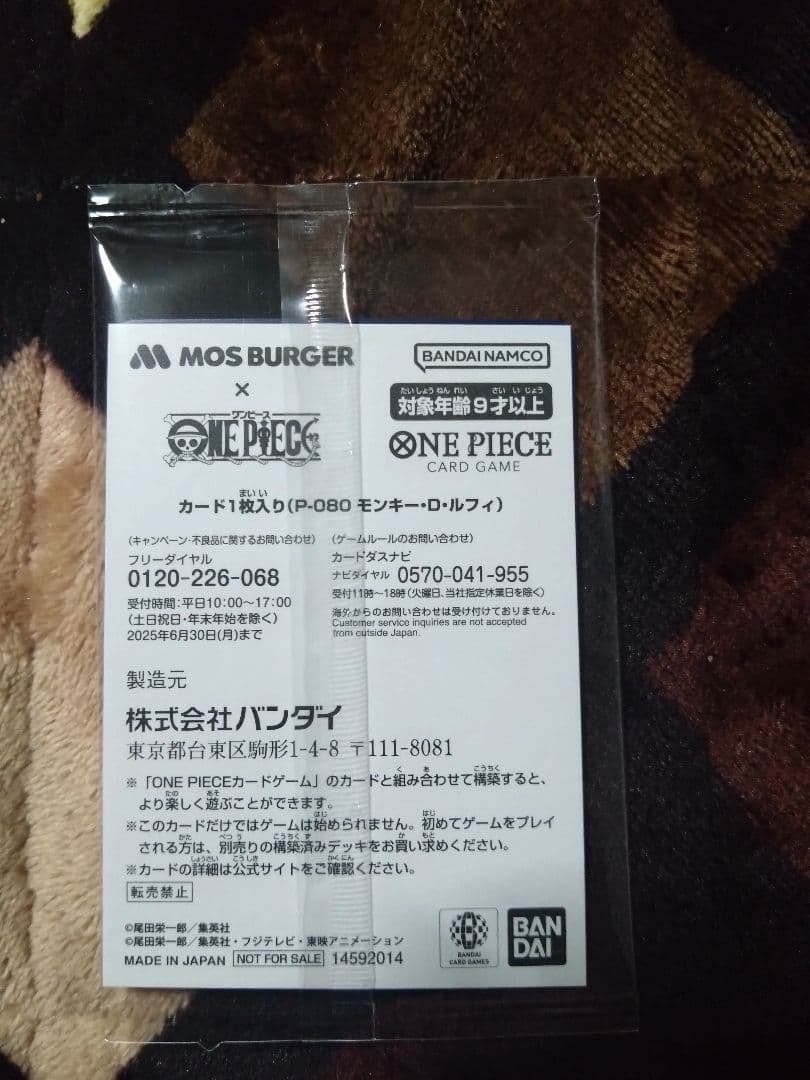 MOS BURGER
×
ワンピース
ONE PIECE
BANDAI NAMCO
たいしょうねんれい さいいじょう
対象年齢9才以上
ONE PIECE
CARD GAME
まいい
カード1枚入り(P-080 モンキー・D・ルフィ)
(キャンペーン・不良品に関するお問い合わせ)
フリーダイヤル
0120-226-068
受付時間:平日10:00〜17:00
(土日祝日・年末年始を除く)
2025年6月30日(月)まで
(ゲームルールのお問い合わせ)
カードダスナビ
ナビダイヤル 0570-041-955
受付11時〜18時(火曜日、当社指定休業日を除く)
海外からのお問い合わせは受け付けておりません。
Customer service inquiries are not accepted
from outside Japan.
製造元
株式会社バンダイ
東京都台東区駒形1-4-8 〒111-8081
く あ こうちく
※「ONE PIECEカードゲーム」のカードと組み合わせて構築すると、
たの あそ
より楽しく遊ぶことができます。
はじ はじ
※このカードだけではゲームは始められません。初めてゲームをプレイ
かた べつう こうちくず か もと
される方は、別売りの構築済みデッキをお買い求めください。
しょうさい こうしき かくにん
※カードの詳細は公式サイトをご確認ください。
転売禁止
©尾田栄一郎/集英社
©尾田栄一郎/集英社・フジテレビ・東映アニメーション
MADE IN JAPAN NOT FOR SALE 14592014
BANDAI
CARD GAMES
BAN
DAI